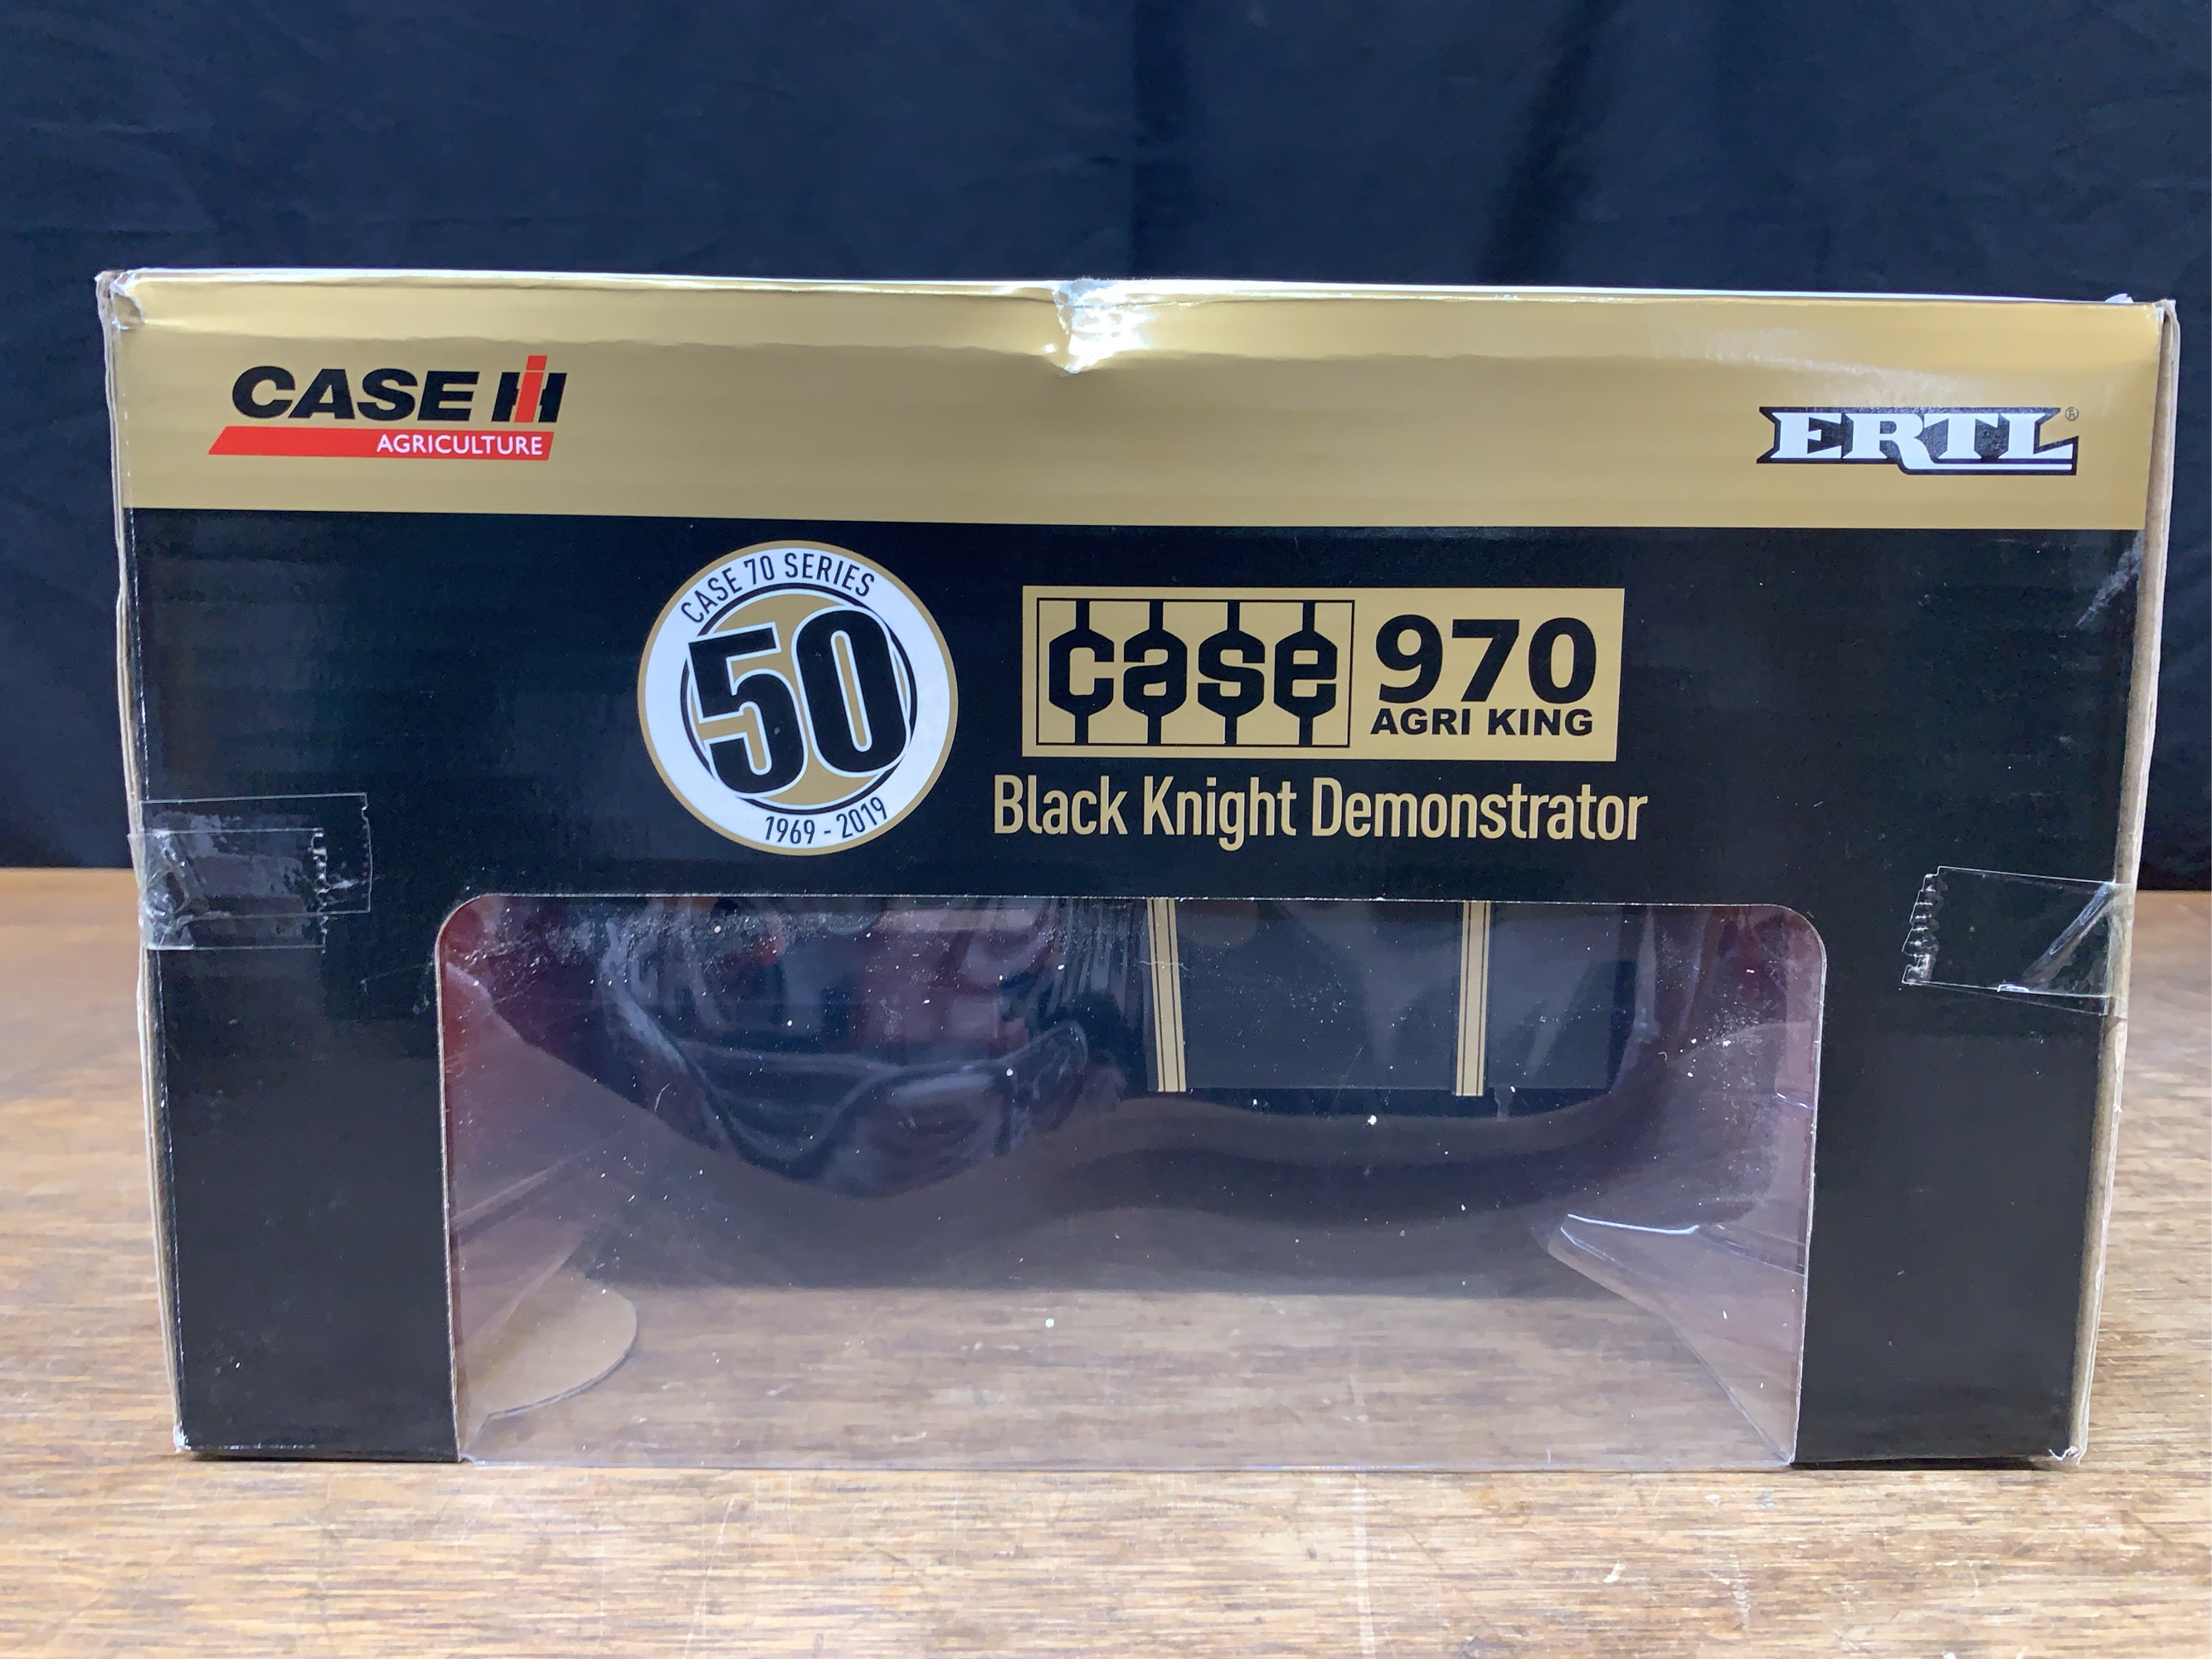 CASE IH
AGRICULTURE
ERTL®
CASE 70 SERIES
50
1969 - 2019
case 970
AGRI KING
Black Knight Demonstrator